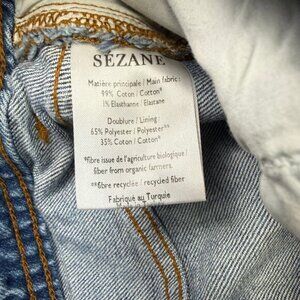 SÉZANE
Matière principale / Main fabric :
99% Coton / Cotton*
1% Elasthanne / Elastane
Doublure / Lining :
65% Polyester / Polyester**
35% Coton / Cotton*
*fibre issue de l'agriculture biologique /
fiber from organic farmers.
**fibre recyclée / recycled fiber
Fabriqué au Turquie